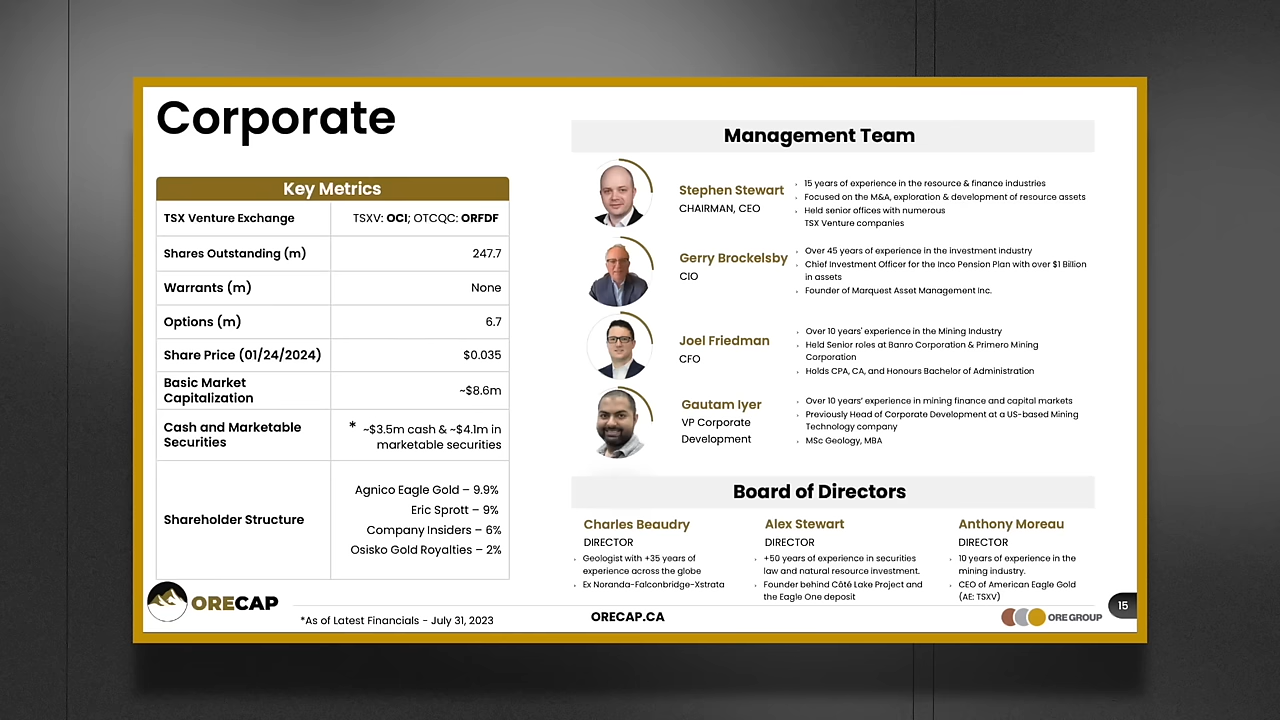 Corporate
Key Metrics
TSX Venture Exchange
TSXV: OCI; OTCQC: ORFDF
Shares Outstanding (m)
247.7
Warrants (m)
None
Options (m)
6.7
Share Price (01/24/2024)
$0.035
Basic Market
Capitalization
~$8.6m
Cash and Marketable
Securities
* ~$3.5m cash & ~$4.1m in
marketable securities
Shareholder Structure
Agnico Eagle Gold – 9.9%
Eric Sprott – 9%
Company Insiders – 6%
Osisko Gold Royalties – 2%
Management Team
Stephen Stewart
CHAIRMAN, CEO
15 years of experience in the resource & finance industries
Focused on the M&A, exploration & development of resource assets
Held senior offices with numerous
TSX Venture companies
Gerry Brockelsby
CIO
Over 45 years of experience in the investment industry
Chief Investment Officer for the Inco Pension Plan with over $1 Billion
in assets
Founder of Marquest Asset Management Inc.
Joel Friedman
CFO
Over 10 years' experience in the Mining Industry
Held Senior roles at Banro Corporation & Primero Mining
Corporation
Holds CPA, CA, and Honours Bachelor of Administration
Gautam Iyer
VP Corporate
Development
Over 10 years' experience in mining finance and capital markets
Previously Head of Corporate Development at a US-based Mining
Technology company
MSc Geology, MBA
Board of Directors
Charles Beaudry
DIRECTOR
Geologist with +35 years of
experience across the globe
Ex Noranda-Falconbridge-Xstrata
Alex Stewart
DIRECTOR
+50 years of experience in securities
law and natural resource investment.
Founder behind Côté Lake Project and
the Eagle One deposit
Anthony Moreau
DIRECTOR
10 years of experience in the
mining industry.
CEO of American Eagle Gold
(AE: TSXV)
ORECAP
*As of Latest Financials - July 31, 2023
ORECAP.CA
ORE GROUP
15